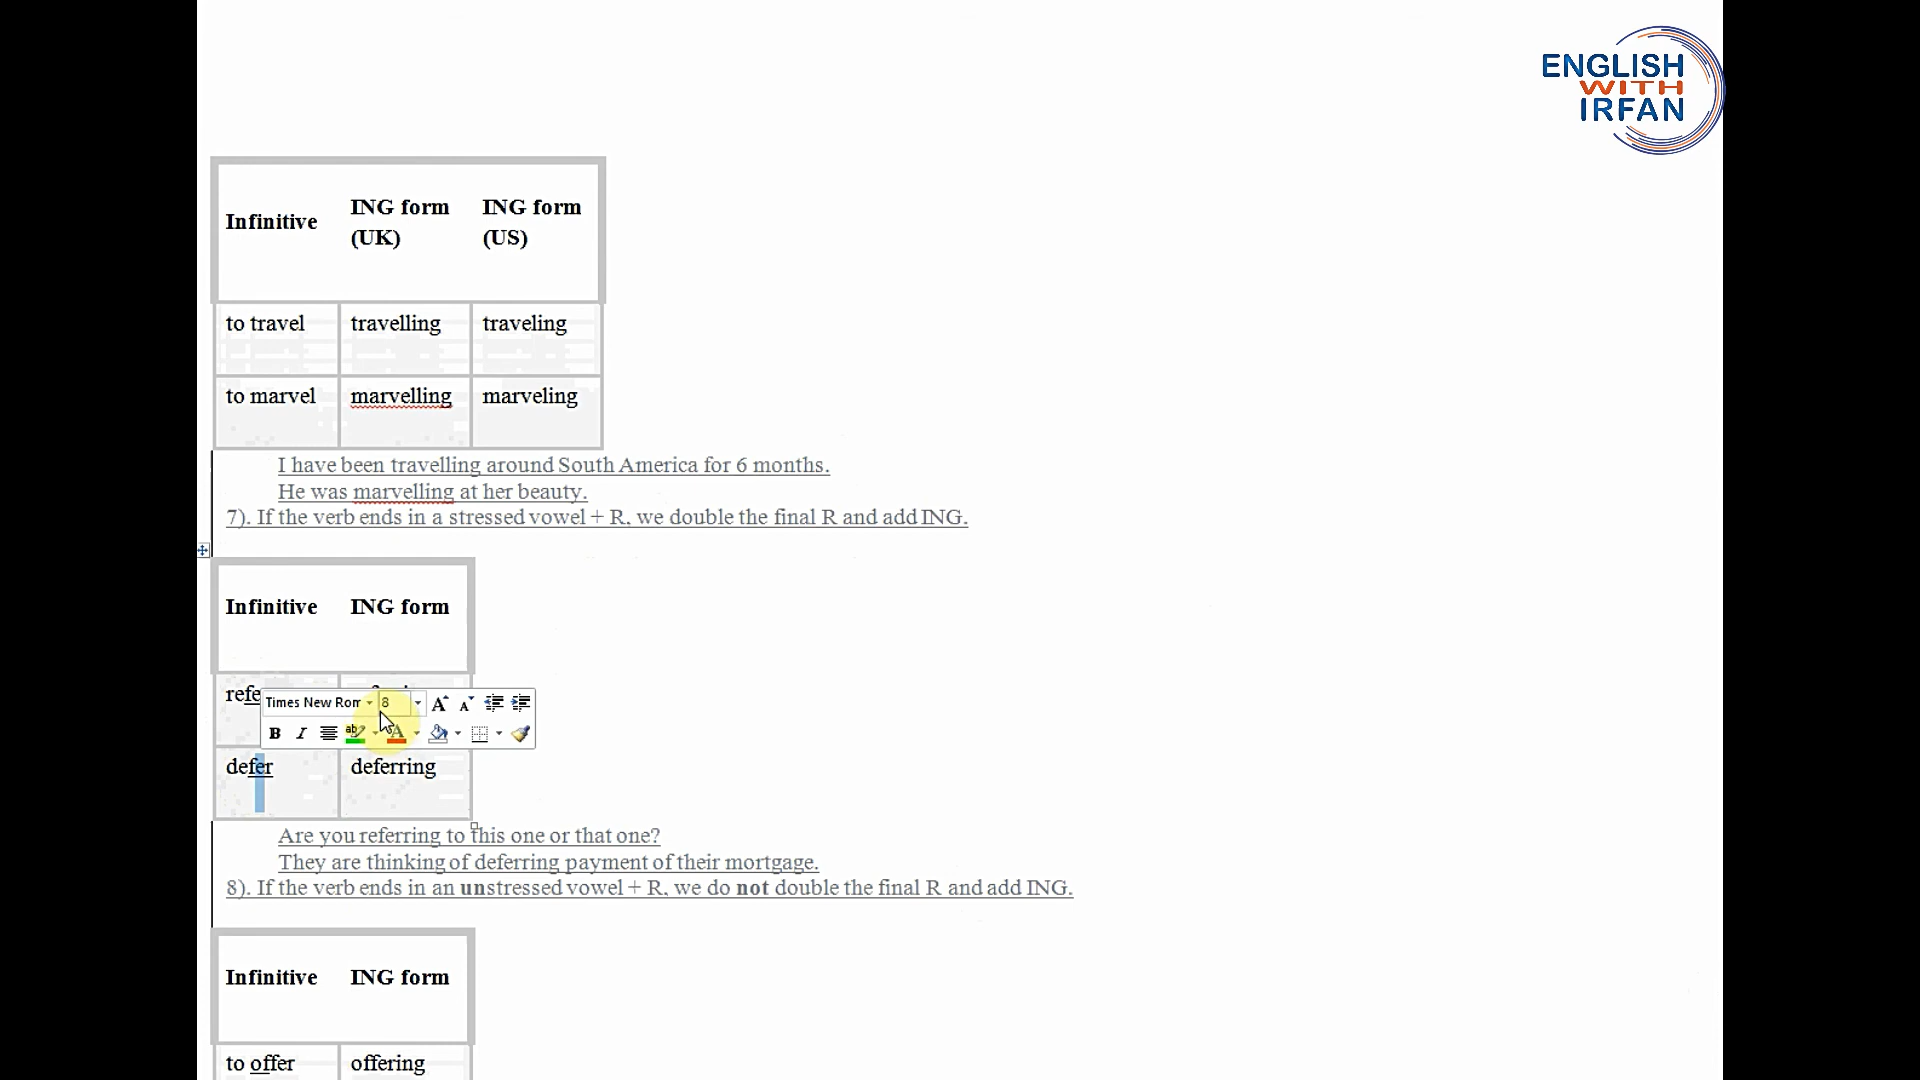 ENGLISH
WITH
IRFAN
Infinitive ING form (UK) ING form (US)
to travel travelling traveling
to marvel marvelling marveling
I have been travelling around South America for 6 months.
He was marvelling at her beauty.
7). If the verb ends in a stressed vowel + R, we double the final R and add ING.
Infinitive ING form
Times New Ror 8
B I ab A
defer deferring
Are you referring to this one or that one?
They are thinking of deferring payment of their mortgage.
8). If the verb ends in an unstressed vowel + R, we do not double the final R and add ING.
Infinitive ING form
to offer offering